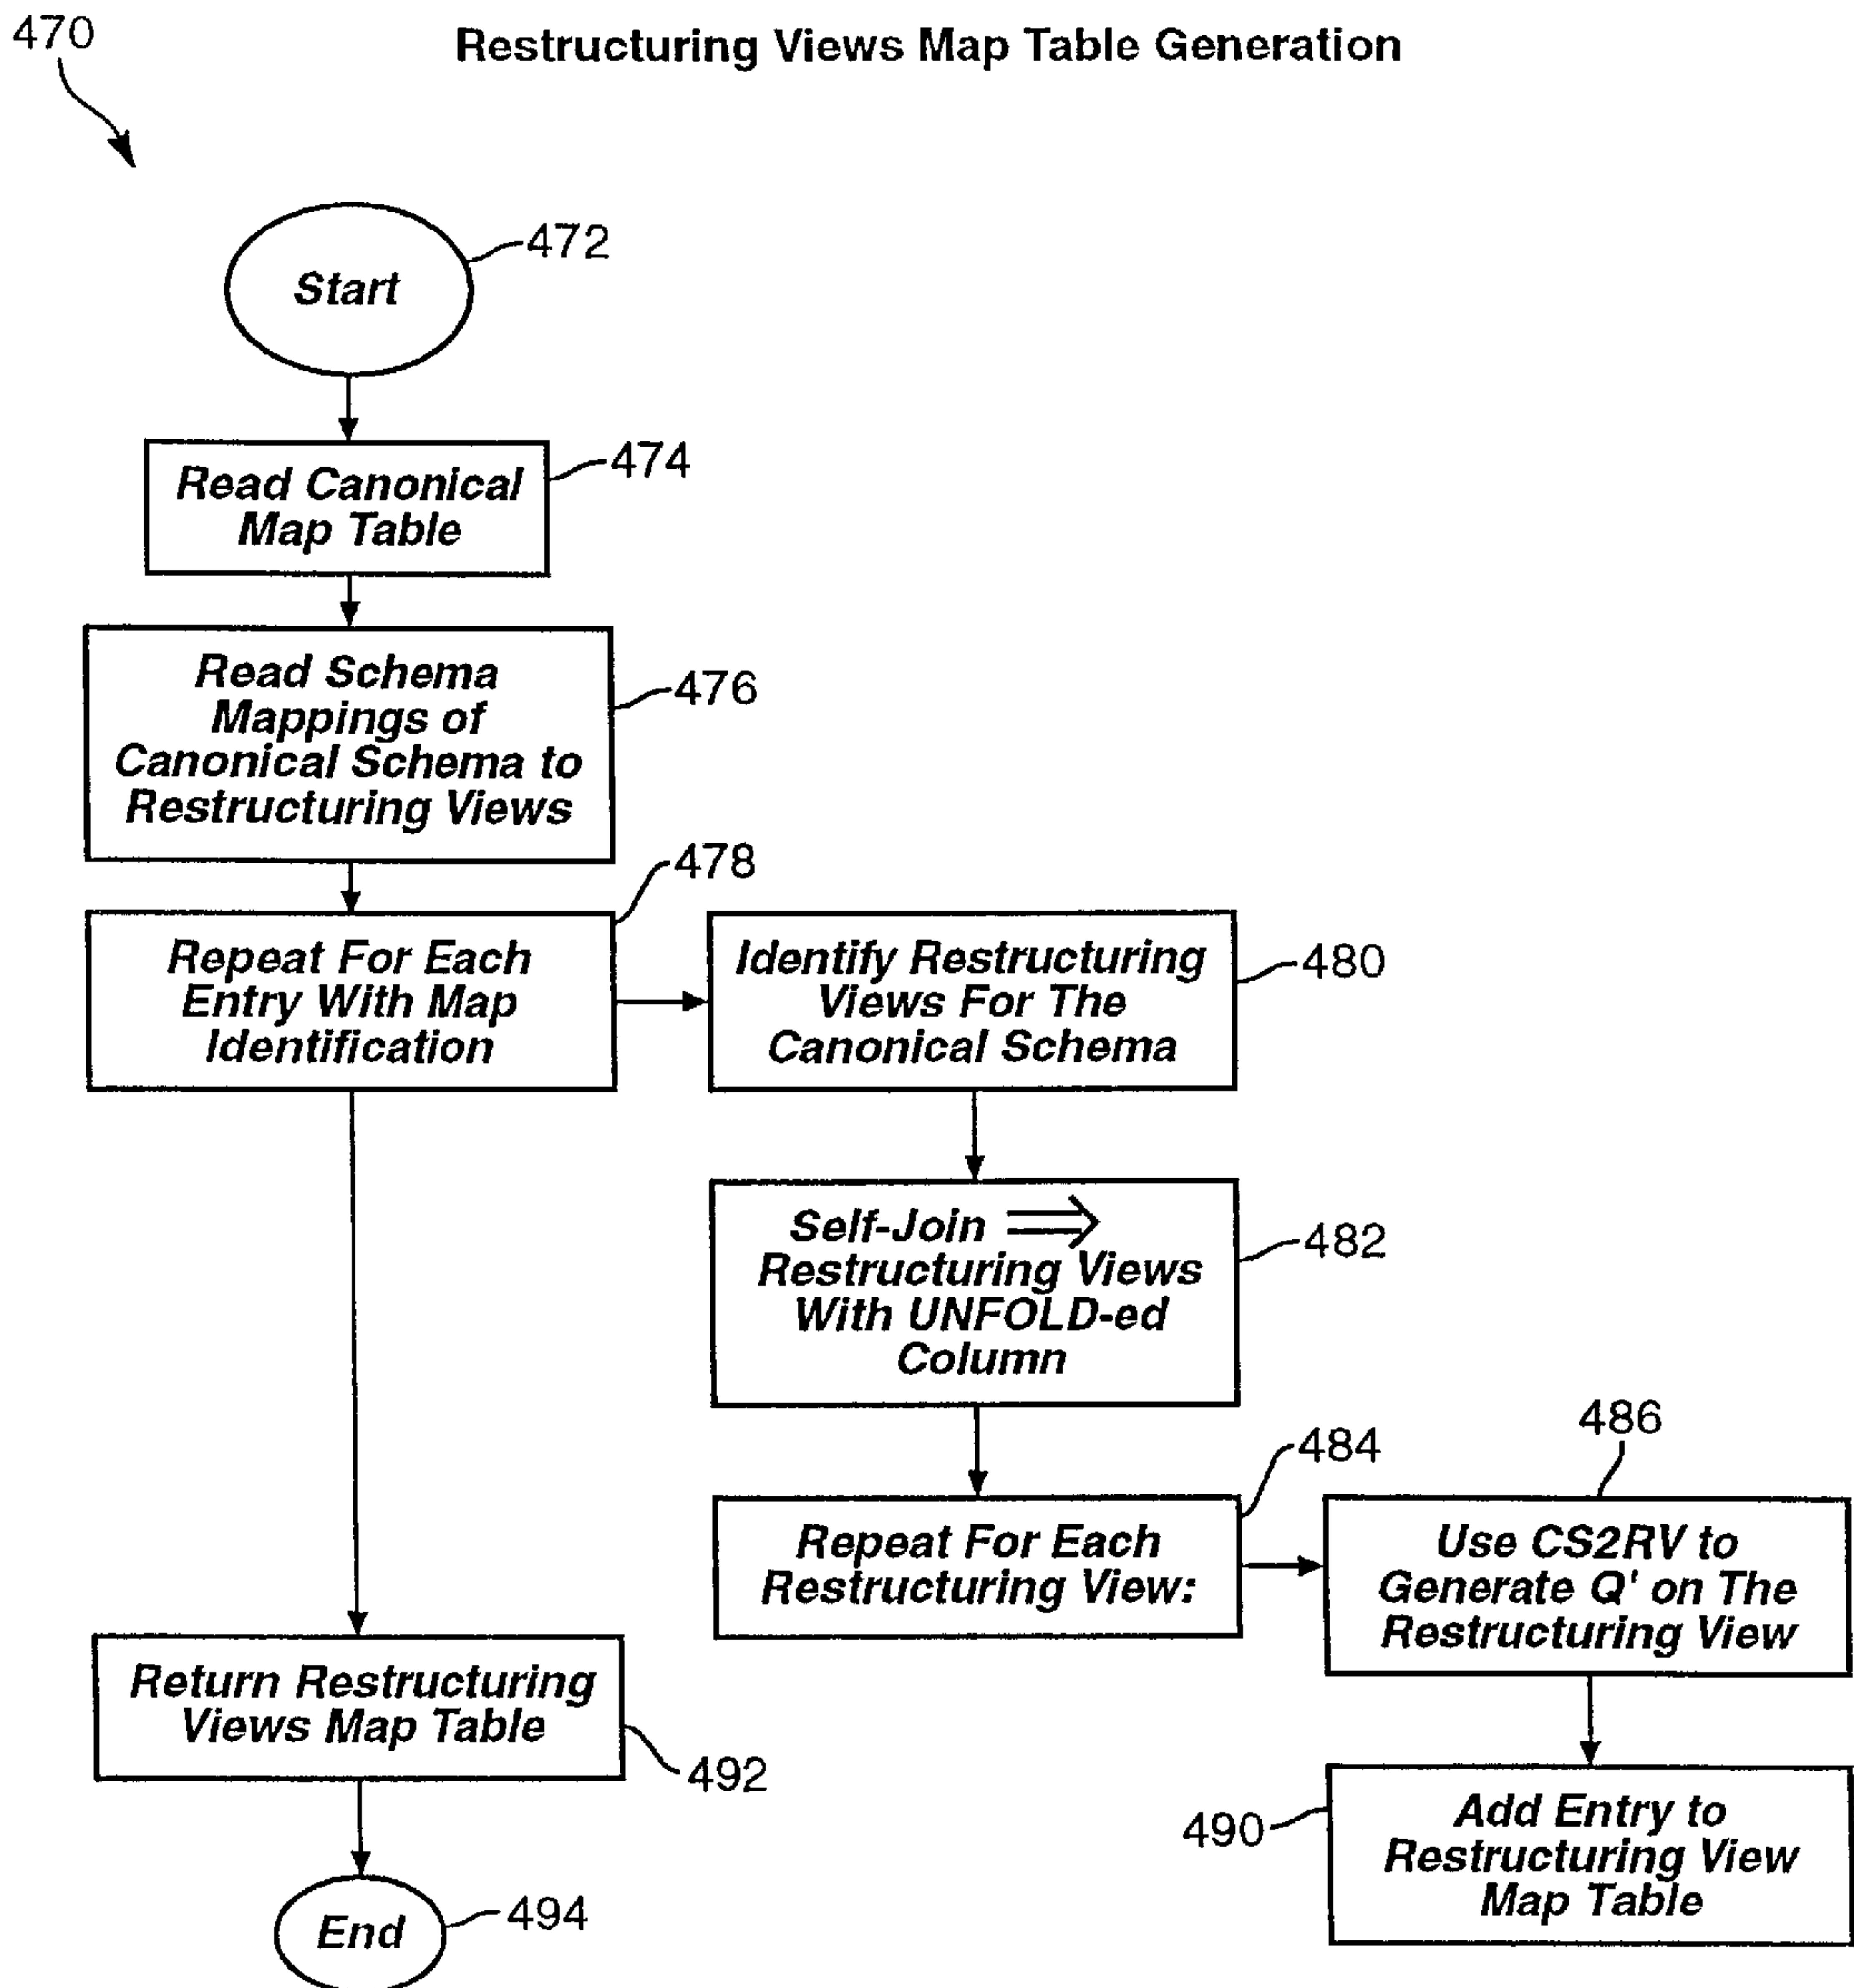 470
Restructuring Views Map Table Generation
472
Start
474
Read Canonical
Map Table
Read Schema
Mappings of
Canonical Schema to
Restructuring Views
476
478
Repeat For Each
Entry With Map
Identification
Identify Restructuring
Views For The
Canonical Schema
480
Self-Join ⇒
Restructuring Views
With UNFOLD-ed
Column
482
484
Repeat For Each
Restructuring View:
486
Use CS2RV to
Generate Q' on The
Restructuring View
490
Add Entry to
Restructuring View
Map Table
Return Restructuring
Views Map Table
492
End
494